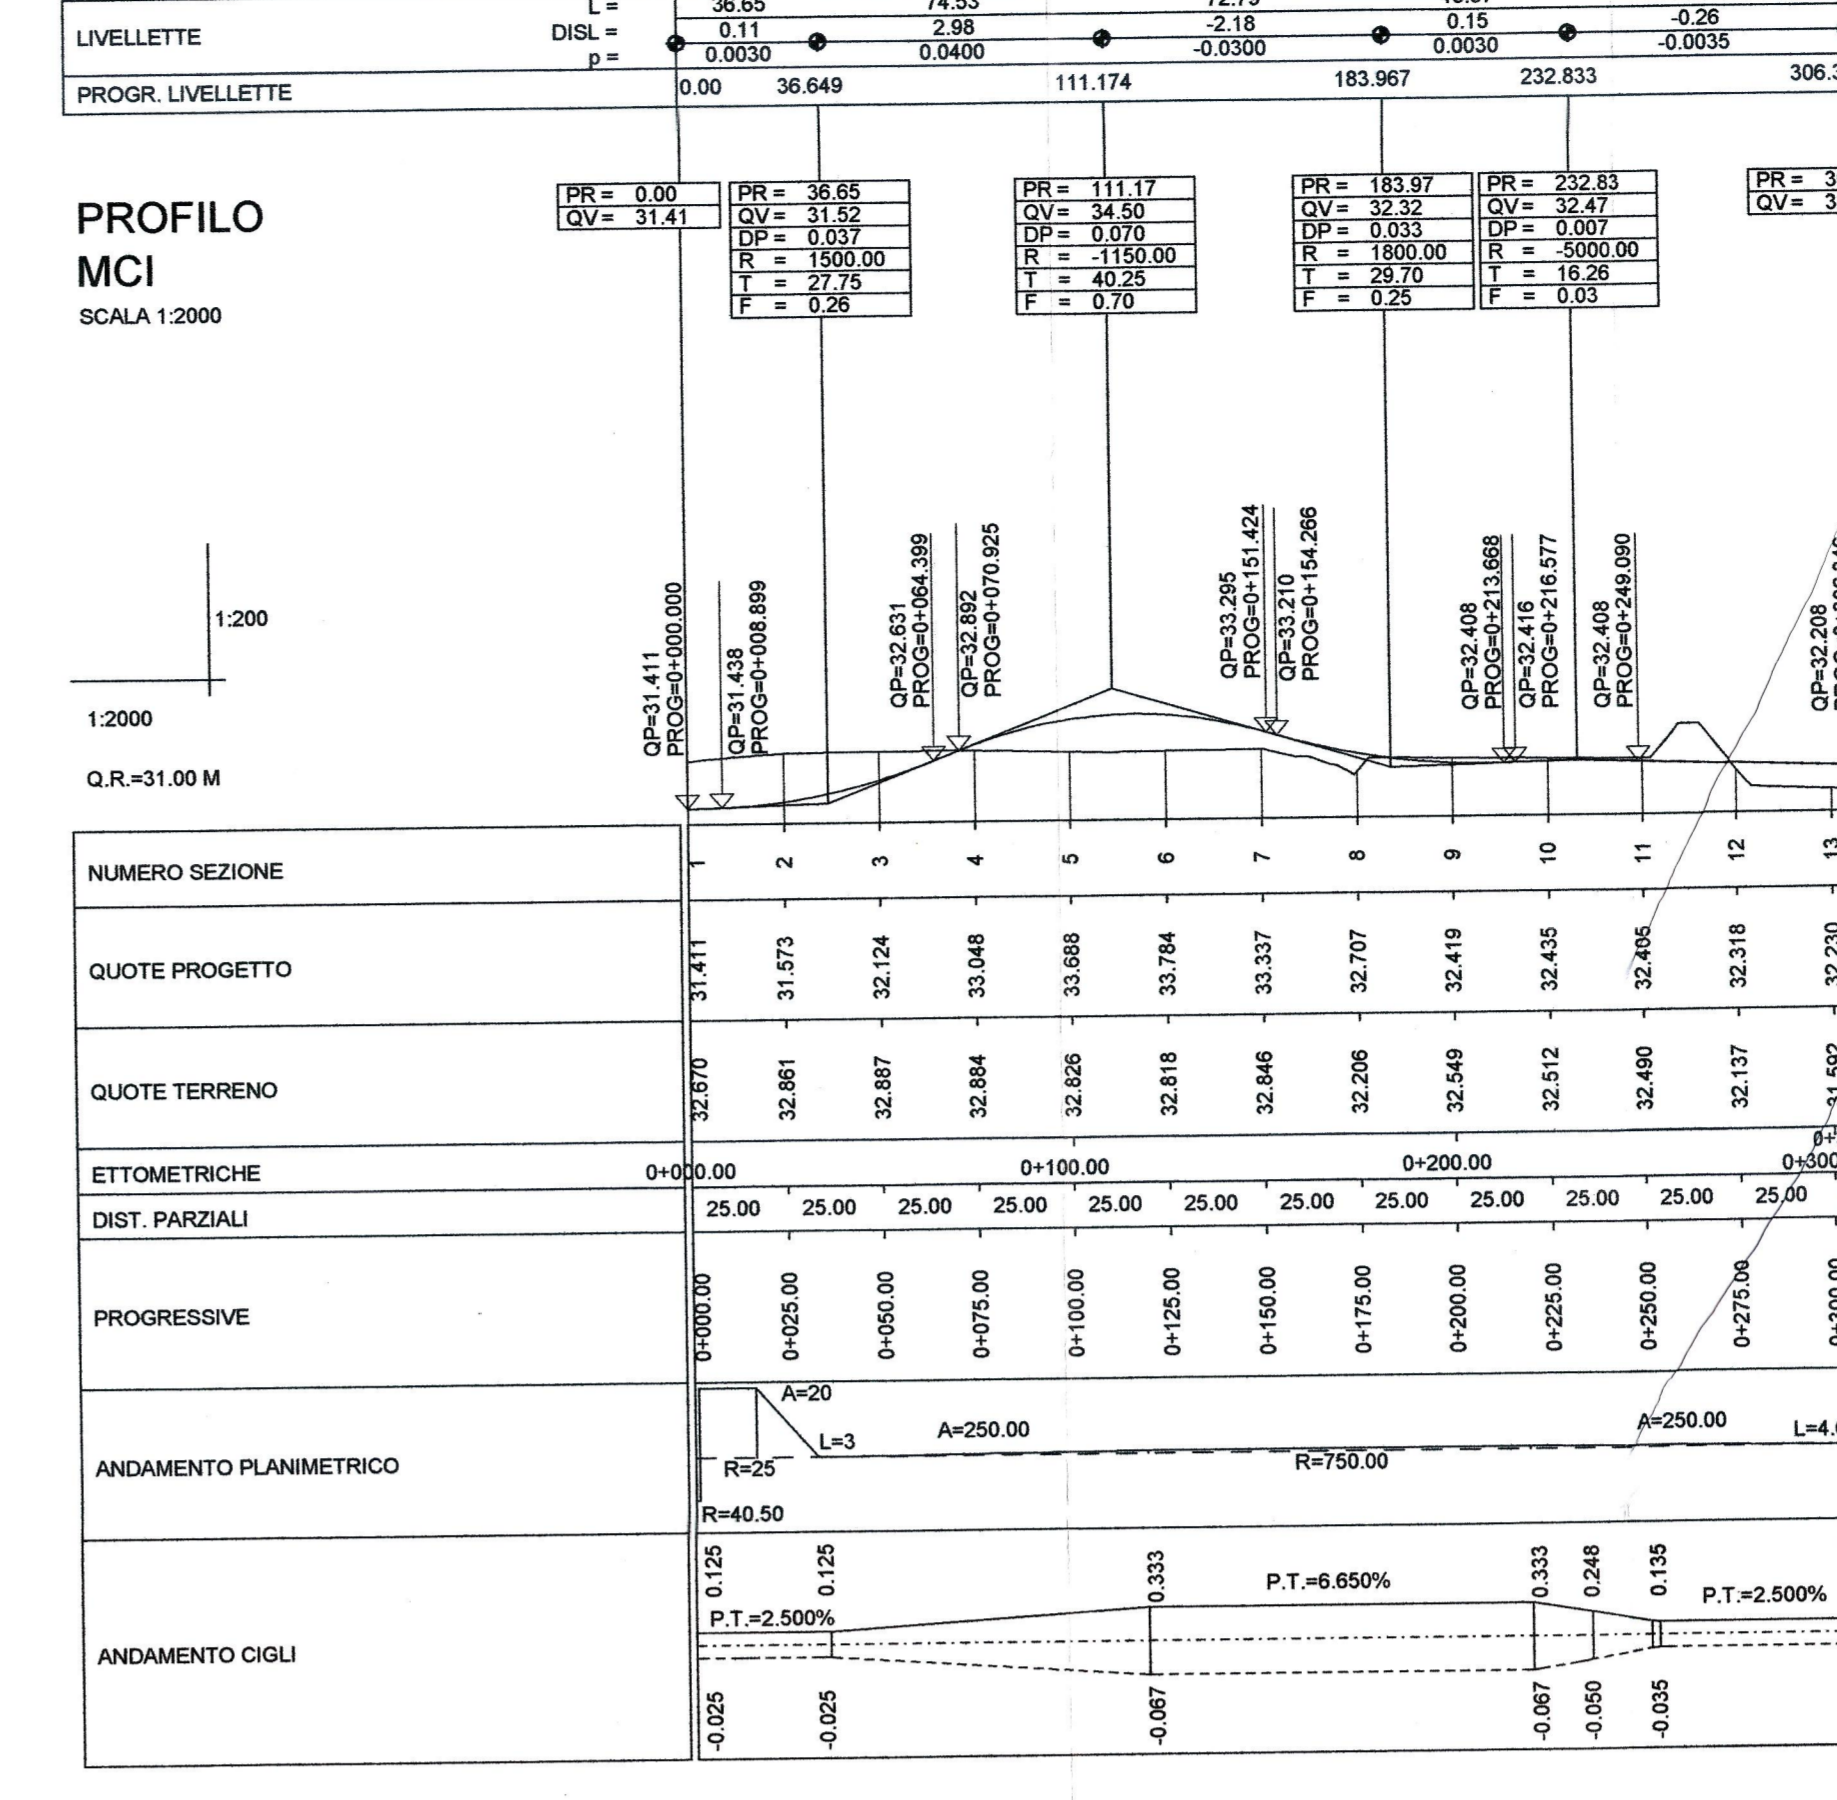 L = 36.65 74.53 72.79
LIVELLETTE DISL = 0.11 2.98 -2.18 0.15 -0.26
p = 0.0030 0.0400 -0.0300 0.0030 -0.0035
PROGR. LIVELLETTE 0.00 36.649 111.174 183.967 232.833
PROFILO
MCI
SCALA 1:2000
PR = 0.00
QV = 31.41
PR = 36.65
QV = 31.52
DP = 0.037
R = 1500.00
T = 27.75
F = 0.26
PR = 111.17
QV = 34.50
DP = 0.070
R = -1150.00
T = 40.25
F = 0.70
PR = 183.97
QV = 32.32
DP = 0.033
R = 1800.00
T = 29.70
F = 0.25
PR = 232.83
QV = 32.47
DP = 0.007
R = -5000.00
T = 16.26
F = 0.03
PR = 3
QV = 3
1:200
1:2000
Q.R.=31.00 M
QP=31.411
PROG=0+000.000
QP=31.438
PROG=0+008.899
QP=32.631
PROG=0+064.399
QP=32.892
PROG=0+070.925
QP=33.295
PROG=0+151.424
QP=33.210
PROG=0+154.266
QP=32.408
PROG=0+213.668
QP=32.416
PROG=0+216.577
QP=32.408
PROG=0+249.090
QP=32.208
NUMERO SEZIONE 1 2 3 4 5 6 7 8 9 10 11 12 13
QUOTE PROGETTO 31.411 31.573 32.124 33.048 33.688 33.784 33.337 32.707 32.419 32.435 32.405 32.318 32.230
QUOTE TERRENO 32.670 32.861 32.887 32.884 32.826 32.818 32.846 32.206 32.549 32.512 32.490 32.137 31.592
ETTOMETRICHE 0+000.00 0+100.00 0+200.00 0+300
DIST. PARZIALI 25.00 25.00 25.00 25.00 25.00 25.00 25.00 25.00 25.00 25.00 25.00 25.00
PROGRESSIVE 0+000.00 0+025.00 0+050.00 0+075.00 0+100.00 0+125.00 0+150.00 0+175.00 0+200.00 0+225.00 0+250.00 0+275.00 0+300.00
A=20
L=3 A=250.00 A=250.00 L=4.
ANDAMENTO PLANIMETRICO R=25 R=750.00
R=40.50
0.125 0.125 0.333 0.333 0.248 0.135
P.T.=2.500% P.T.=6.650% P.T.=2.500%
ANDAMENTO CIGLI
-0.025 -0.025 -0.067 -0.067 -0.050 -0.035